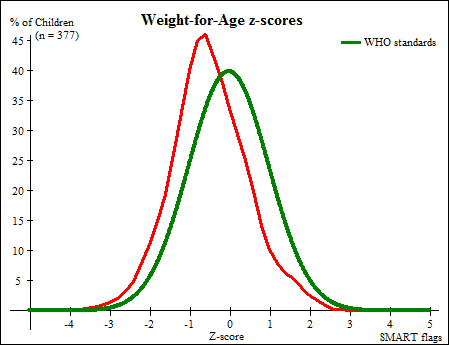 Weight-for-Age z-scores
% of Children
(n = 377)
WHO standards
45
40
35
30
25
20
15
10
5
-4 -3 -2 -1 0 1 2 3 4 5
Z-score
SMART flags